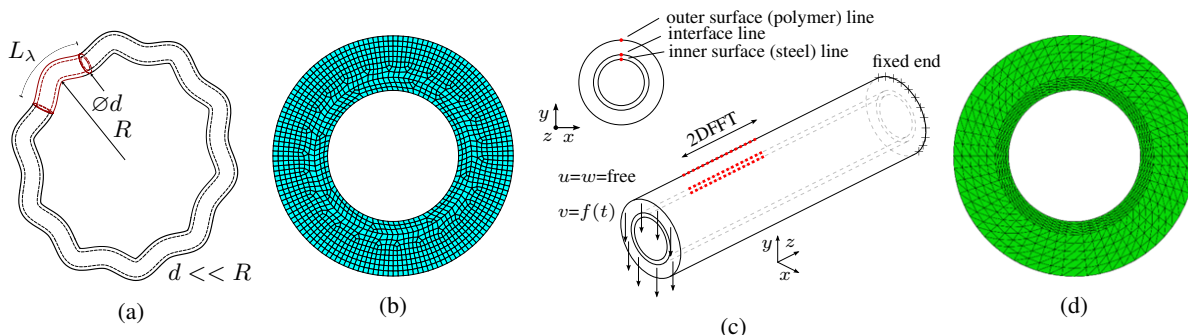 L_λ
∅d
R
d << R
(a)
(b)
outer surface (polymer) line
interface line
inner surface (steel) line
y
z x
2DFFT
fixed end
u=w=free
v=f(t)
y z
x
(c)
(d)